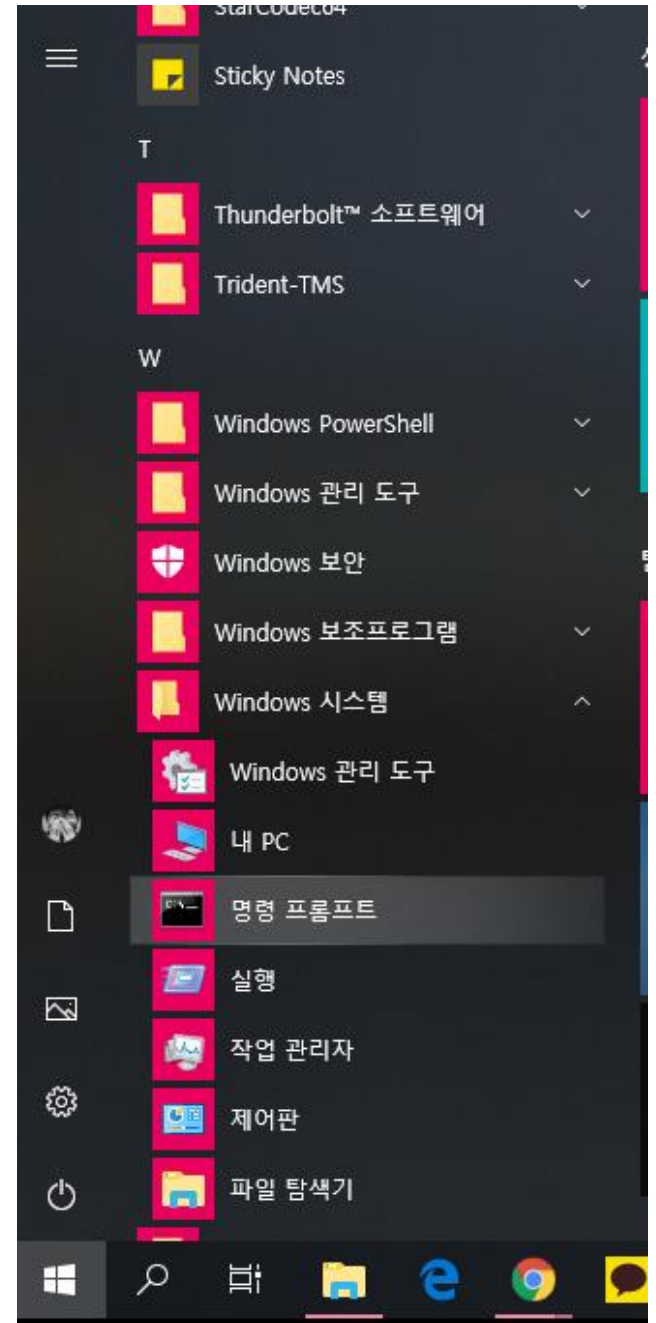 StarCodec64
Sticky Notes
T
Thunderbolt™ 소프트웨어
Trident-TMS
W
Windows PowerShell
Windows 관리 도구
Windows 보안
Windows 보조프로그램
Windows 시스템
Windows 관리 도구
내 PC
명령 프롬프트
실행
작업 관리자
제어판
파일 탐색기